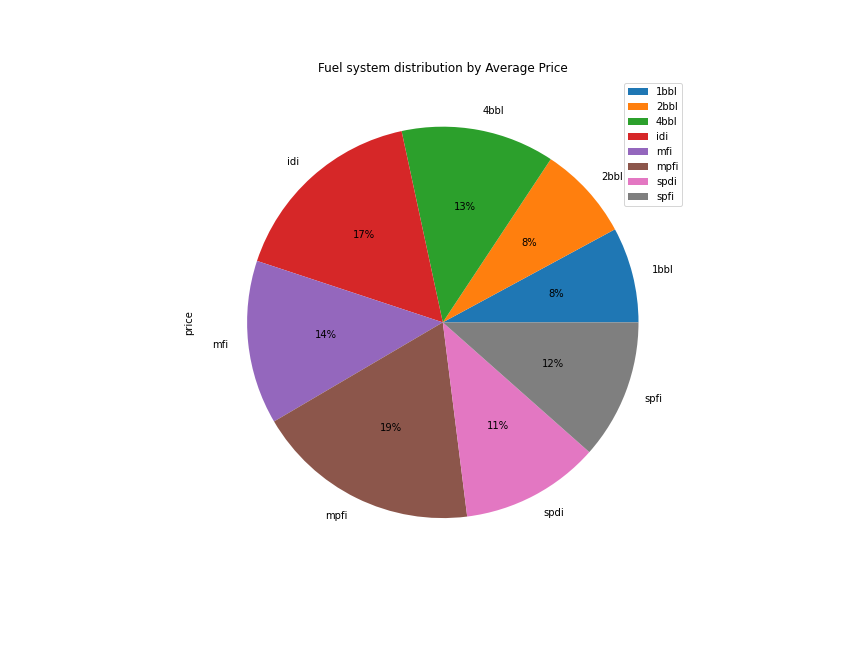 Fuel system distribution by Average Price
1bbl
2bbl
4bbl
idi
mfi
mpfi
spdi
spfi
4bbl
idi
2bbl
13%
17%
8%
1bbl
8%
price
mfi
14%
12%
spfi
19%
11%
mpfi
spdi